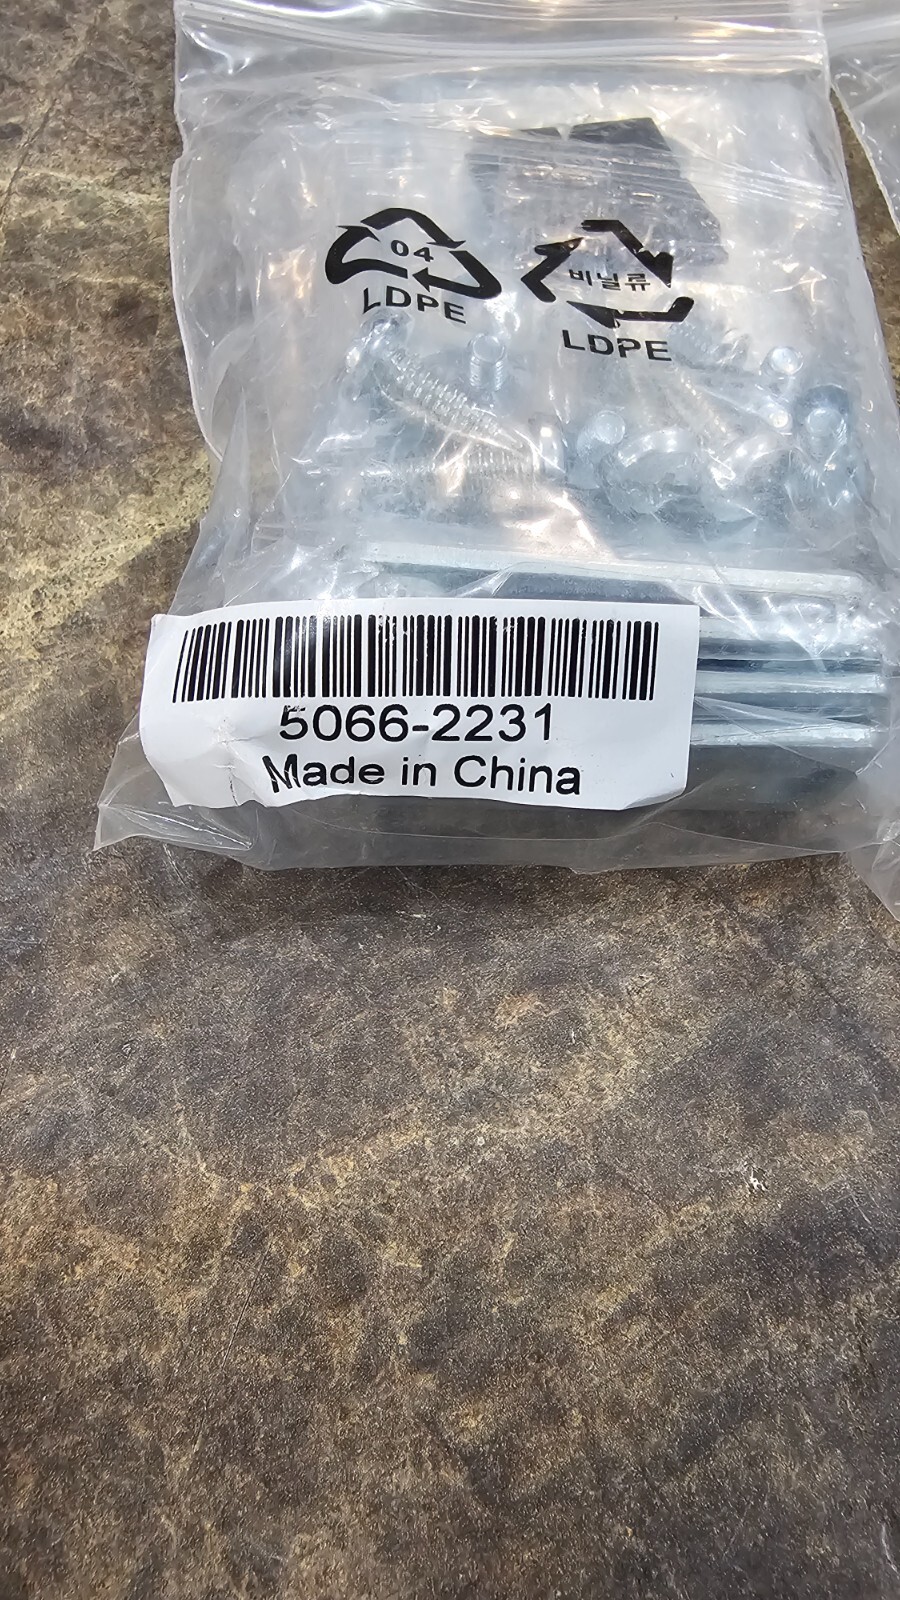 04
LDPE
비닐류
LDPE
5066-2231
Made in China